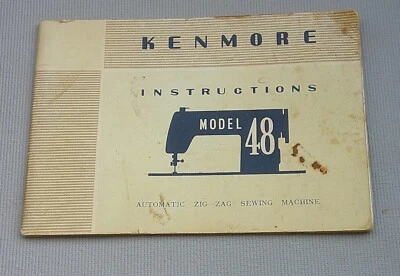 KENMORE
INSTRUCTIONS
MODEL
48
AUTOMATIC ZIG-ZAG SEWING MACHINE